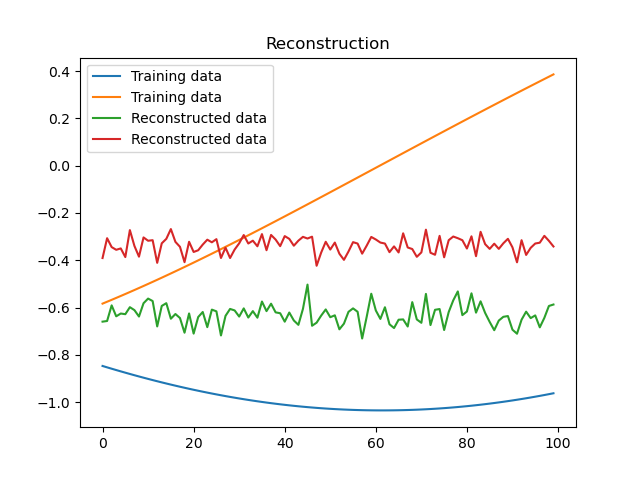 Reconstruction
Training data
Training data
Reconstructed data
Reconstructed data
0.4
0.2
0.0
−0.2
−0.4
−0.6
−0.8
−1.0
0 20 40 60 80 100